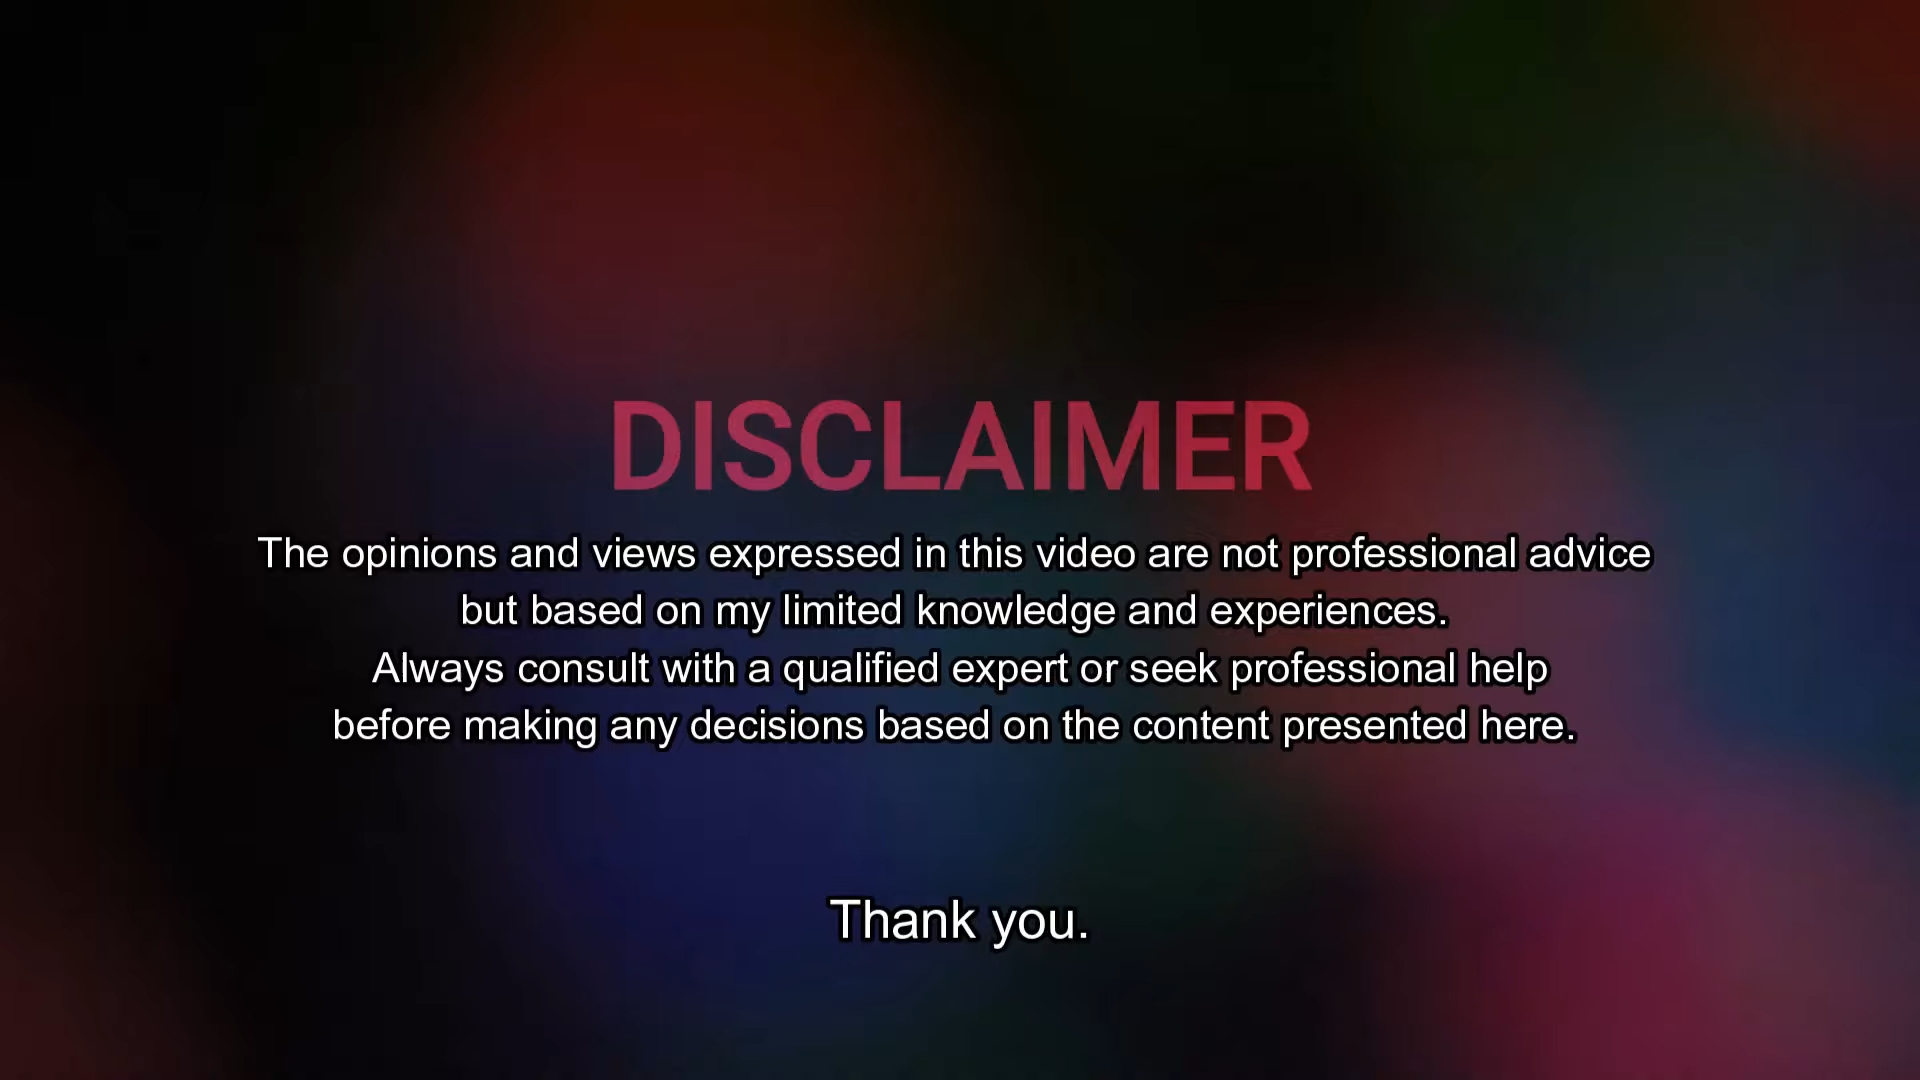 DISCLAIMER
The opinions and views expressed in this video are not professional advice
but based on my limited knowledge and experiences.
Always consult with a qualified expert or seek professional help
before making any decisions based on the content presented here.
Thank you.